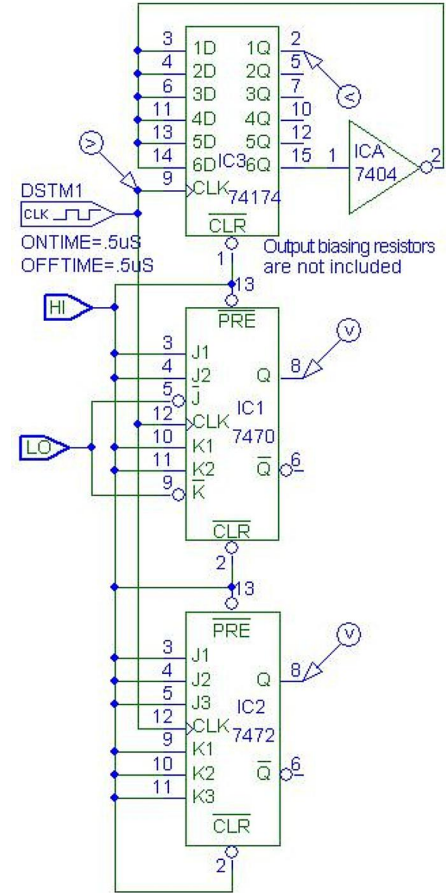 3 1D 1Q 2
4 2D 2Q 5
6 3D 3Q 7
11 4D 4Q 10
13 5D 5Q 12
14 6D IC3 6Q 15
9 CLK 74174
CLR
1
1 ICA 2
7404
>
<
DSTM1
CLK
ONTIME=.5uS
OFFTIME=.5uS
Output biasing resistors
are not included
HI
13
PRE
3 J1
4 J2 Q 8
5 J
12 CLK IC1
10 K1 7470
11 K2 Q 6
9 K
CLR
2
V
LO
13
PRE
3 J1
4 J2 Q 8
5 J3
12 CLK IC2
9 K1 7472
10 K2 Q 6
11 K3
CLR
2
V